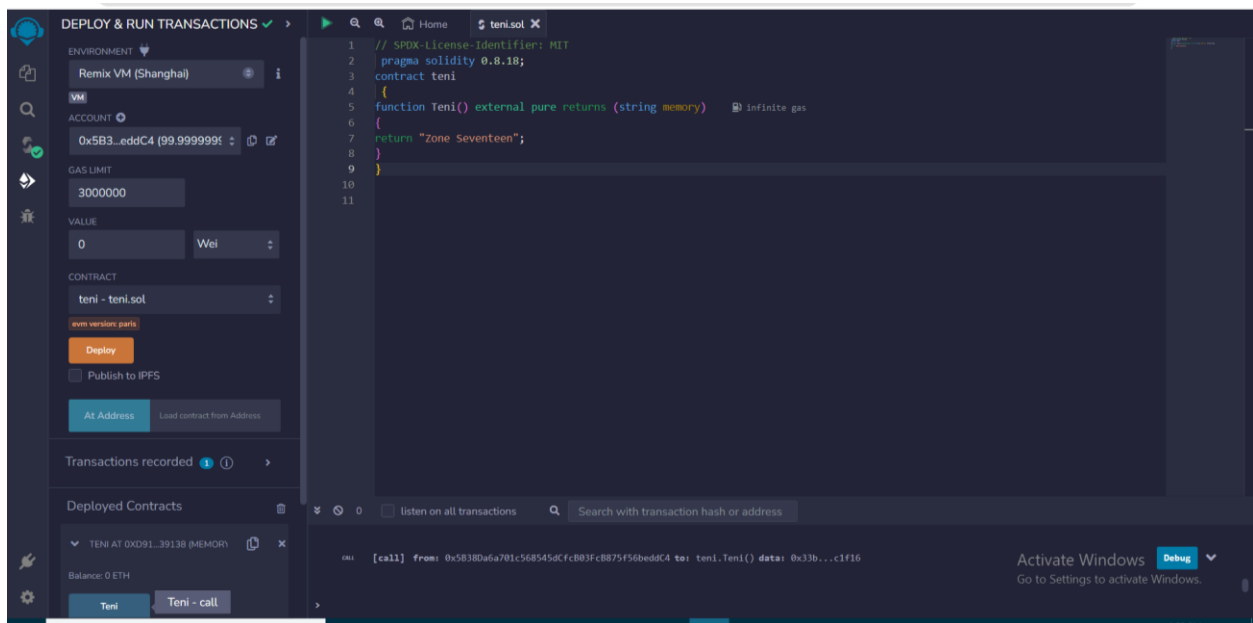 DEPLOY & RUN TRANSACTIONS
ENVIRONMENT
Remix VM (Shanghai)
VM
ACCOUNT
0x5B3...eddC4 (99.9999999
GAS LIMIT
3000000
VALUE
0 Wei
CONTRACT
teni - teni.sol
evm version: paris
Deploy
Publish to IPFS
At Address Load contract from Address
Transactions recorded 1 i
Deployed Contracts
TENI AT 0XD91...39138 (MEMORY
Balance: 0 ETH
Teni
Teni - call
Home teni.sol
1 // SPDX-License-Identifier: MIT
2 pragma solidity 0.8.18;
3 contract teni
4 {
5 function Teni() external pure returns (string memory) infinite gas
6 {
7 return "Zone Seventeen";
8 }
9 }
10
11
0 listen on all transactions Search with transaction hash or address
CALL [call] from: 0x5B38Da6a701c568545dCfcB03FcB875f56beddC4 to: teni.Teni() data: 0x33b...c1f16
Debug
>
Activate Windows
Go to Settings to activate Windows.